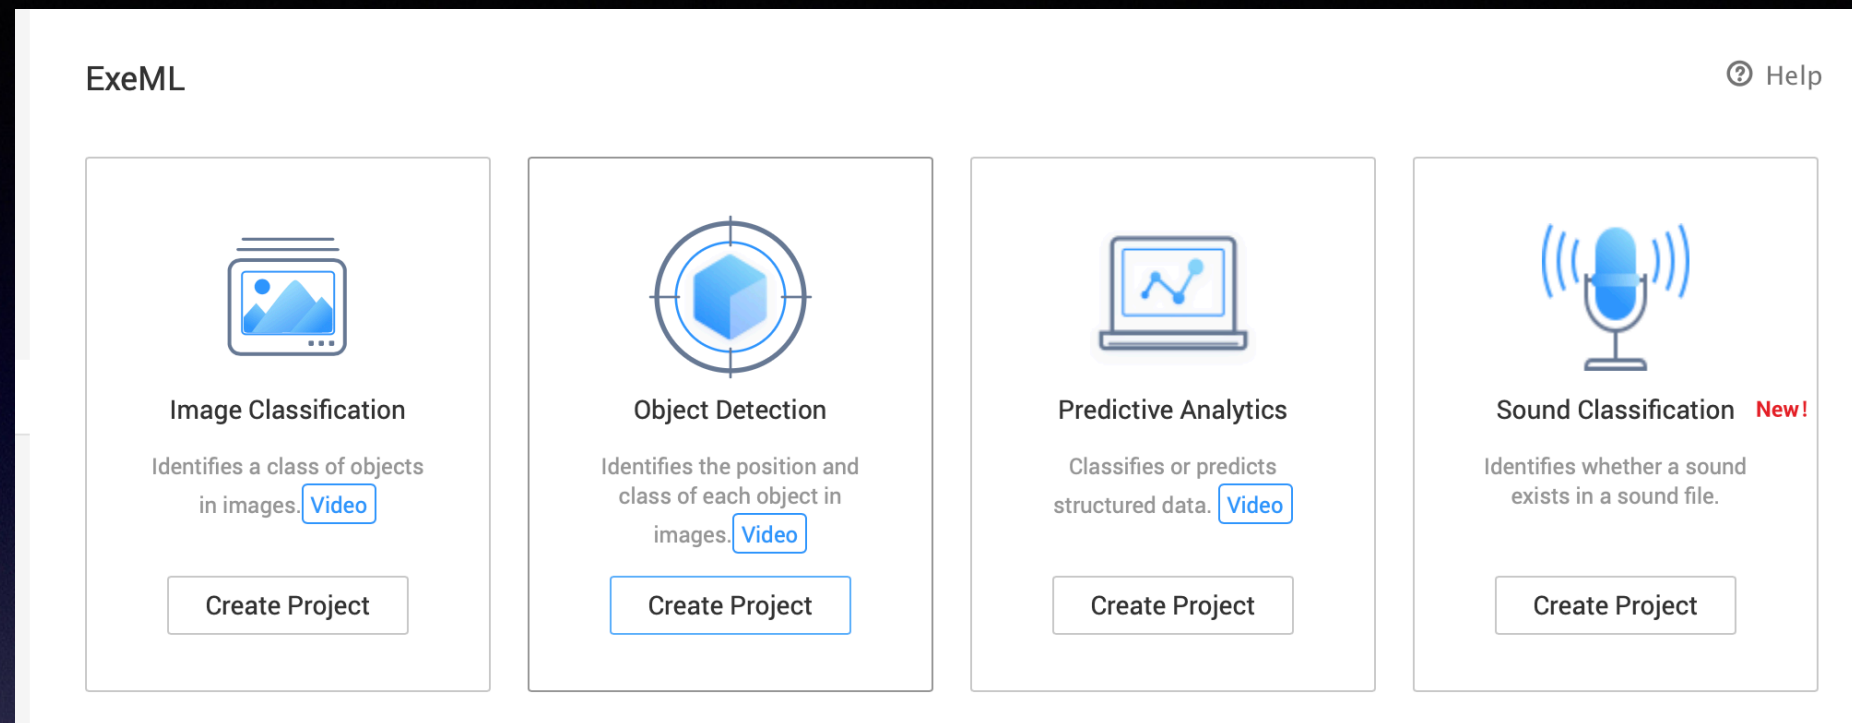 ExeML
Help
Image Classification
Identifies a class of objects
in images. Video
Create Project
Object Detection
Identifies the position and
class of each object in
images. Video
Create Project
Predictive Analytics
Classifies or predicts
structured data. Video
Create Project
Sound Classification New!
Identifies whether a sound
exists in a sound file.
Create Project